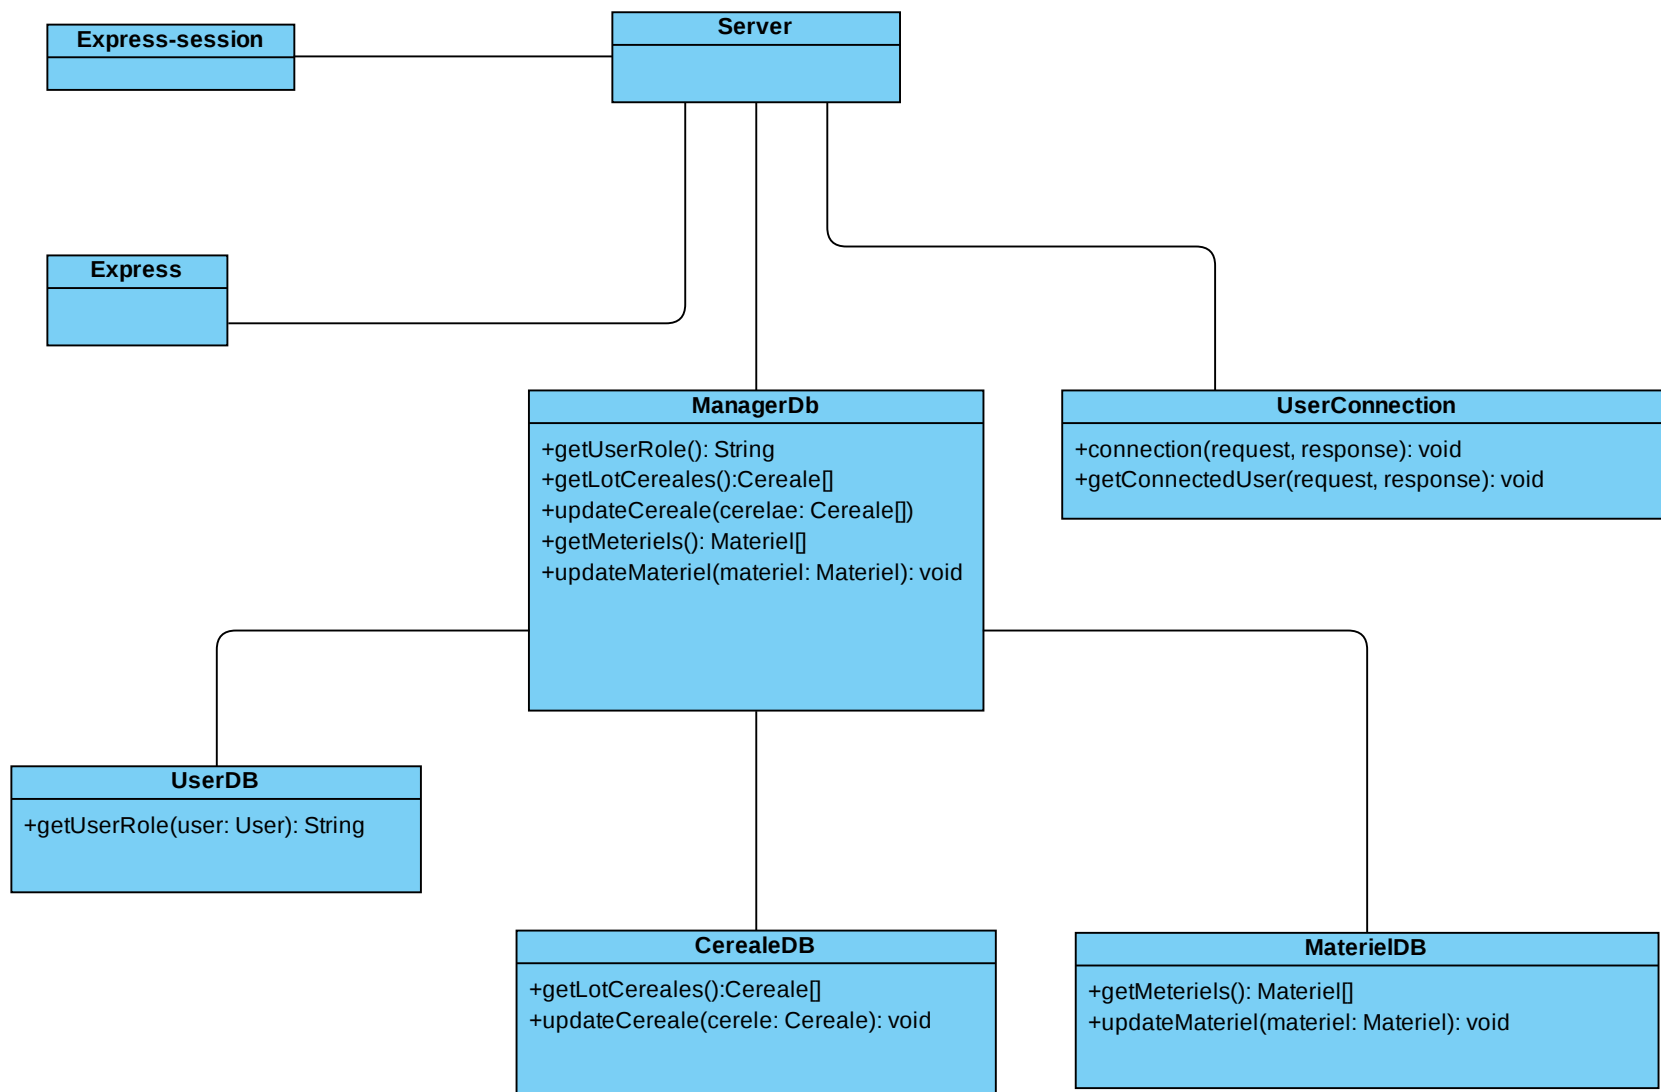 Express-session
Server
Express
ManagerDb
+getUserRole(): String
+getLotCereales():Cereale[]
+updateCereale(cerelae: Cereale[])
+getMeteriels(): Materiel[]
+updateMateriel(materiel: Materiel): void
UserConnection
+connection(request, response): void
+getConnectedUser(request, response): void
UserDB
+getUserRole(user: User): String
CerealeDB
+getLotCereales():Cereale[]
+updateCereale(cerele: Cereale): void
MaterielDB
+getMeteriels(): Materiel[]
+updateMateriel(materiel: Materiel): void